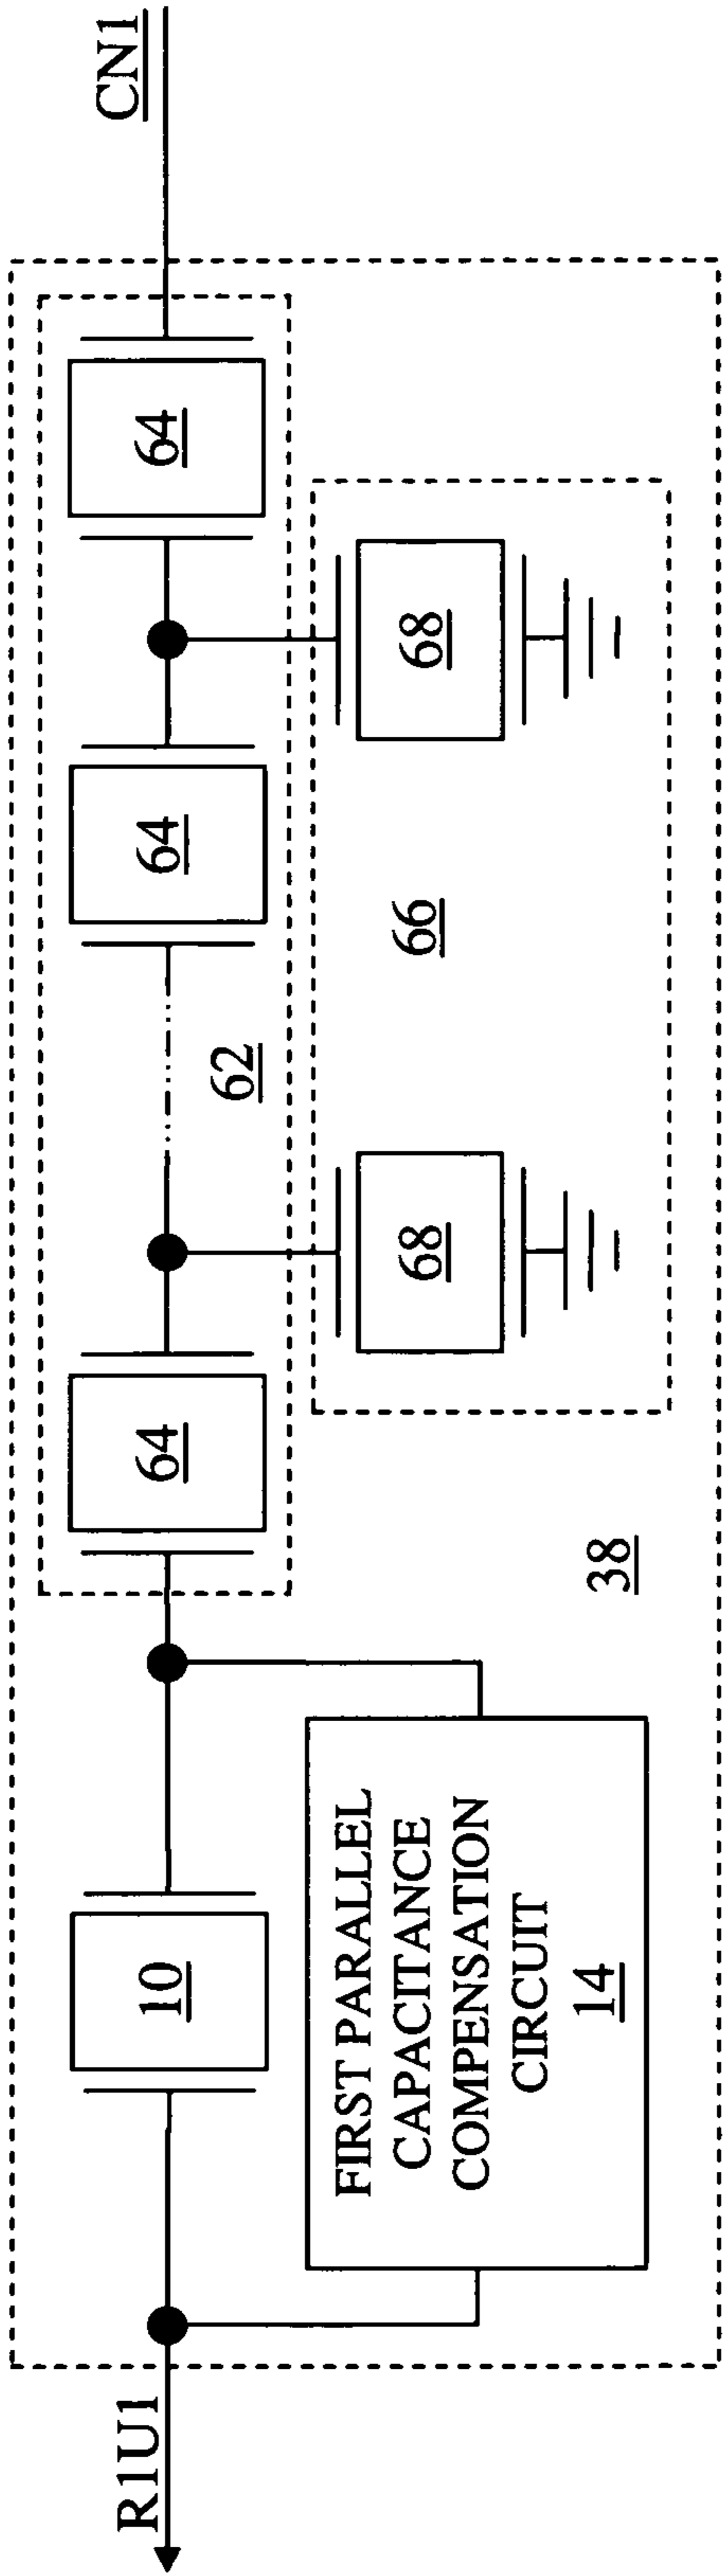 CN1
64
64
64
62
68
68
66
38
10
FIRST PARALLEL
CAPACITANCE
COMPENSATION
CIRCUIT
14
R1U1